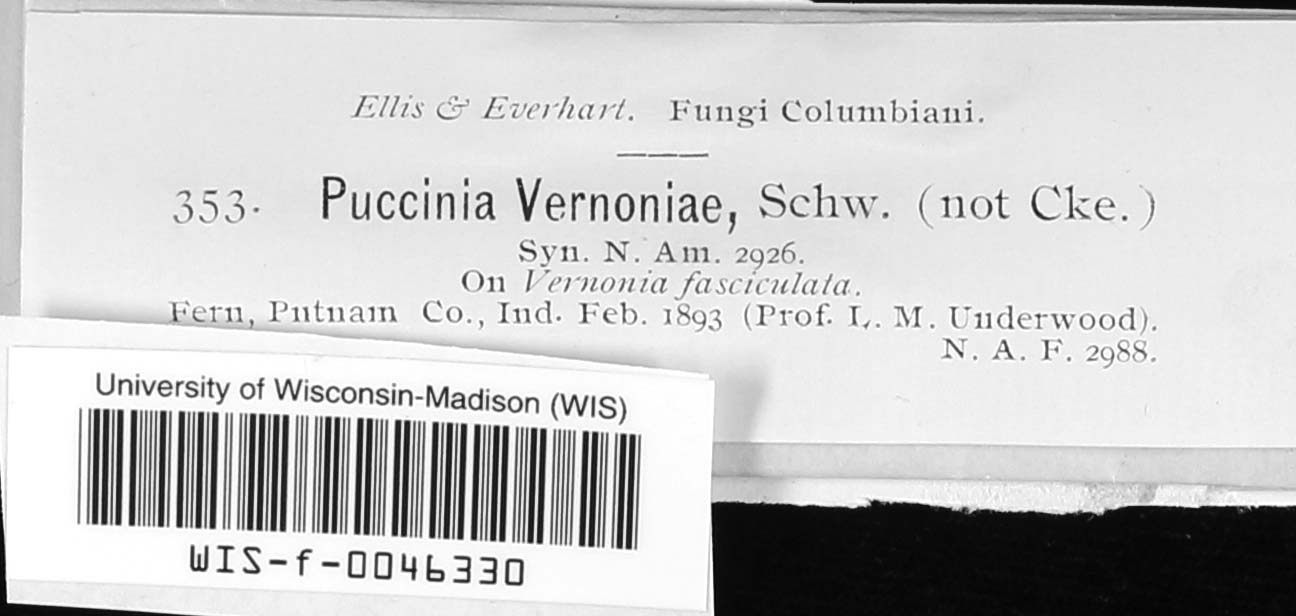 Ellis & Everhart. Fungi Columbiani.
353. Puccinia Vernoniae, Schw. (not Cke.)
Syn. N. Am. 2926.
On Vernonia fasciculata.
Fern, Putnam Co., Ind. Feb. 1893 (Prof. L. M. Underwood).
N. A. F. 2988.
University of Wisconsin-Madison (WIS)
WIS-f-0046330